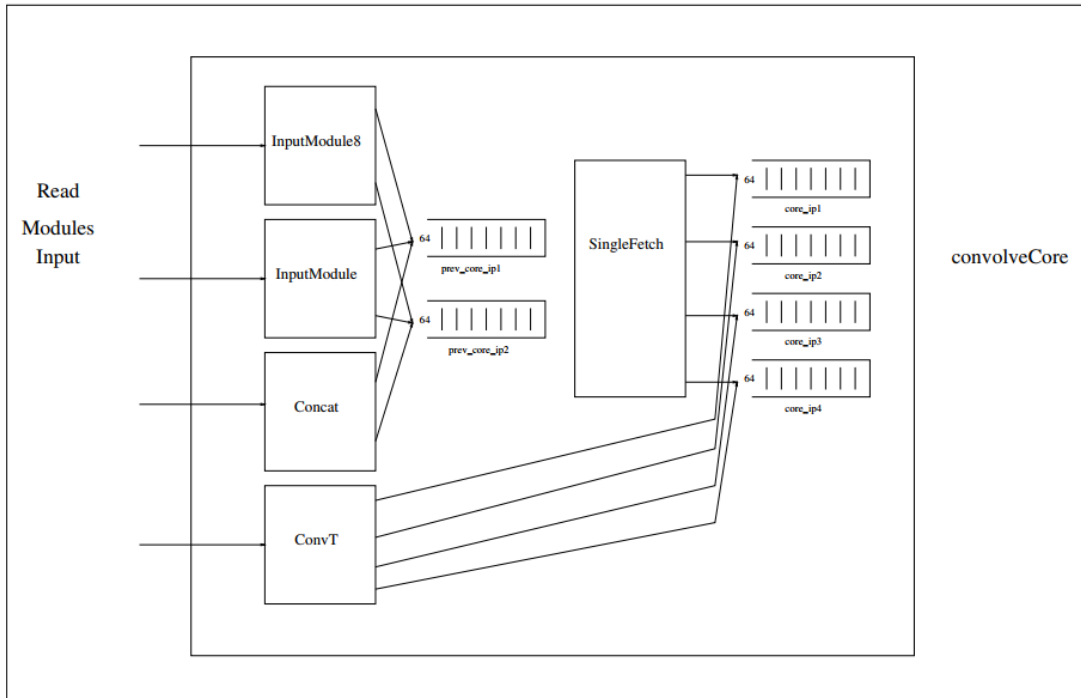 Read
Modules
Input
InputModule8
InputModule
Concat
ConvT
64
prev_core_ip1
64
prev_core_ip2
SingleFetch
64
core_ip1
64
core_ip2
64
core_ip3
64
core_ip4
convolveCore